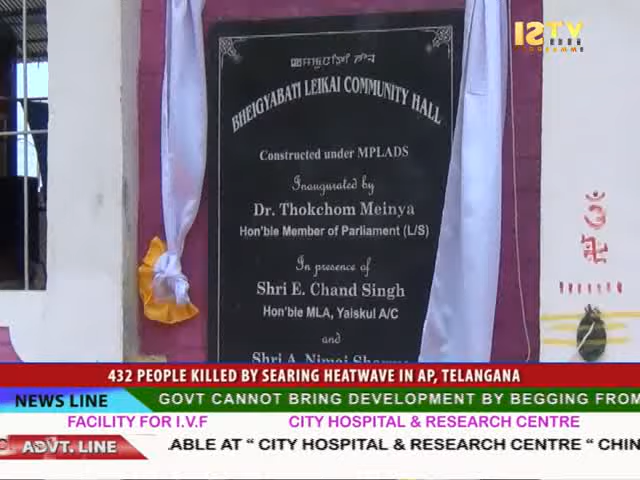 ISTV
BHEIGYABATI LEIKAI COMMUNITY HALL
Constructed under MPLADS
Inaugurated by
Dr. Thokchom Meinya
Hon'ble Member of Parliament (L/S)
In presence of
Shri E. Chand Singh
Hon'ble MLA, Yaiskul A/C
and
Shri A. Nimai
ॐ
432 PEOPLE KILLED BY SEARING HEATWAVE IN AP, TELANGANA
NEWS LINE GOVT CANNOT BRING DEVELOPMENT BY BEGGING FROM
FACILITY FOR I.V.F CITY HOSPITAL & RESEARCH CENTRE
ADVT. LINE ABLE AT “ CITY HOSPITAL & RESEARCH CENTRE “ CHIN